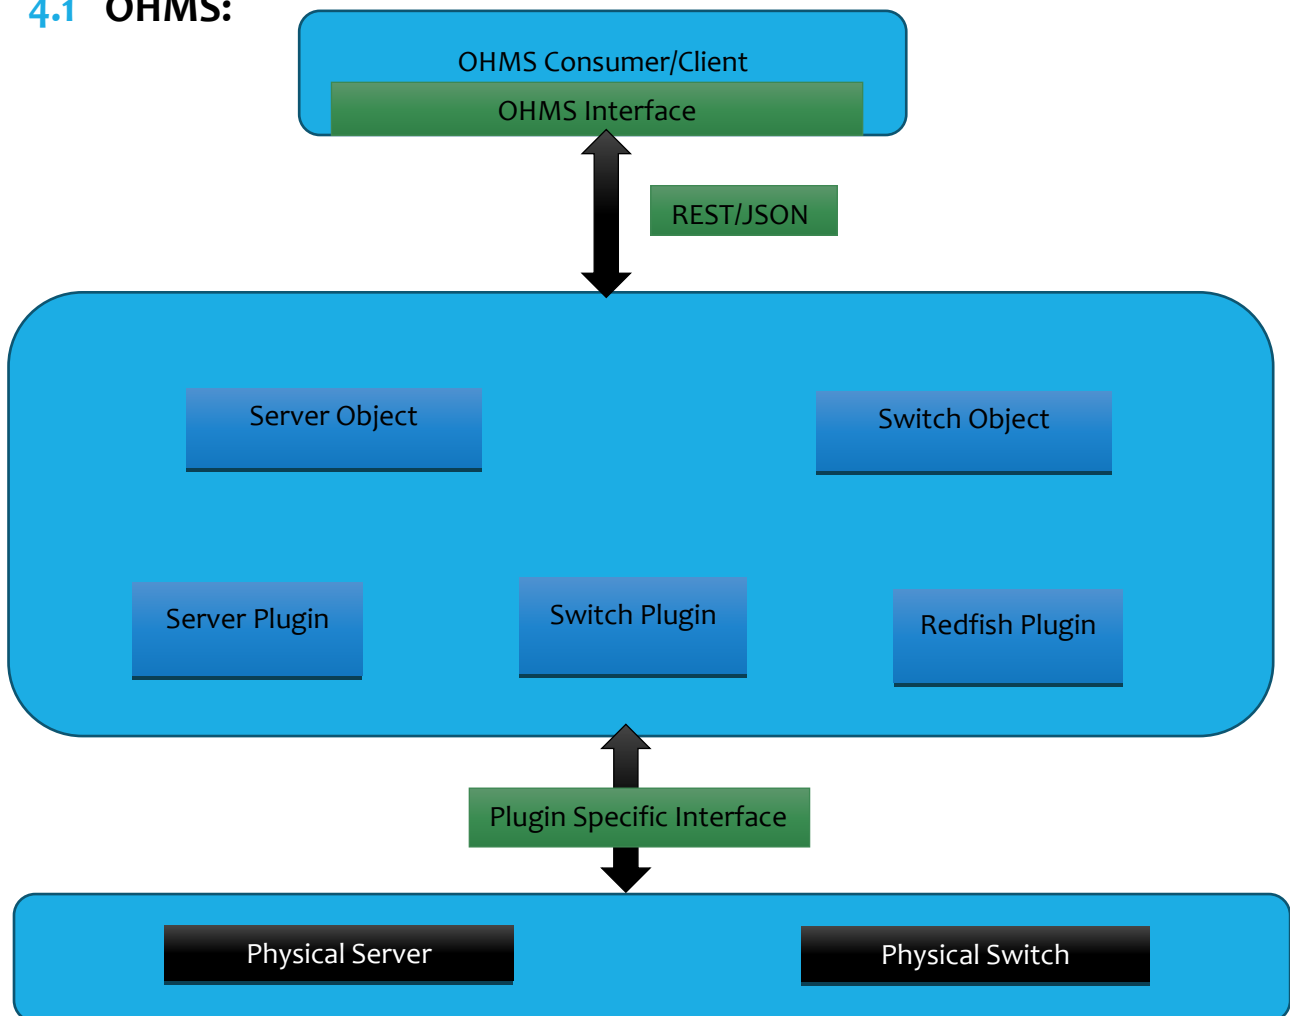 4.1 OHMS:
OHMS Consumer/Client
OHMS Interface
REST/JSON
Server Object
Switch Object
Server Plugin
Switch Plugin
Redfish Plugin
Plugin Specific Interface
Physical Server
Physical Switch